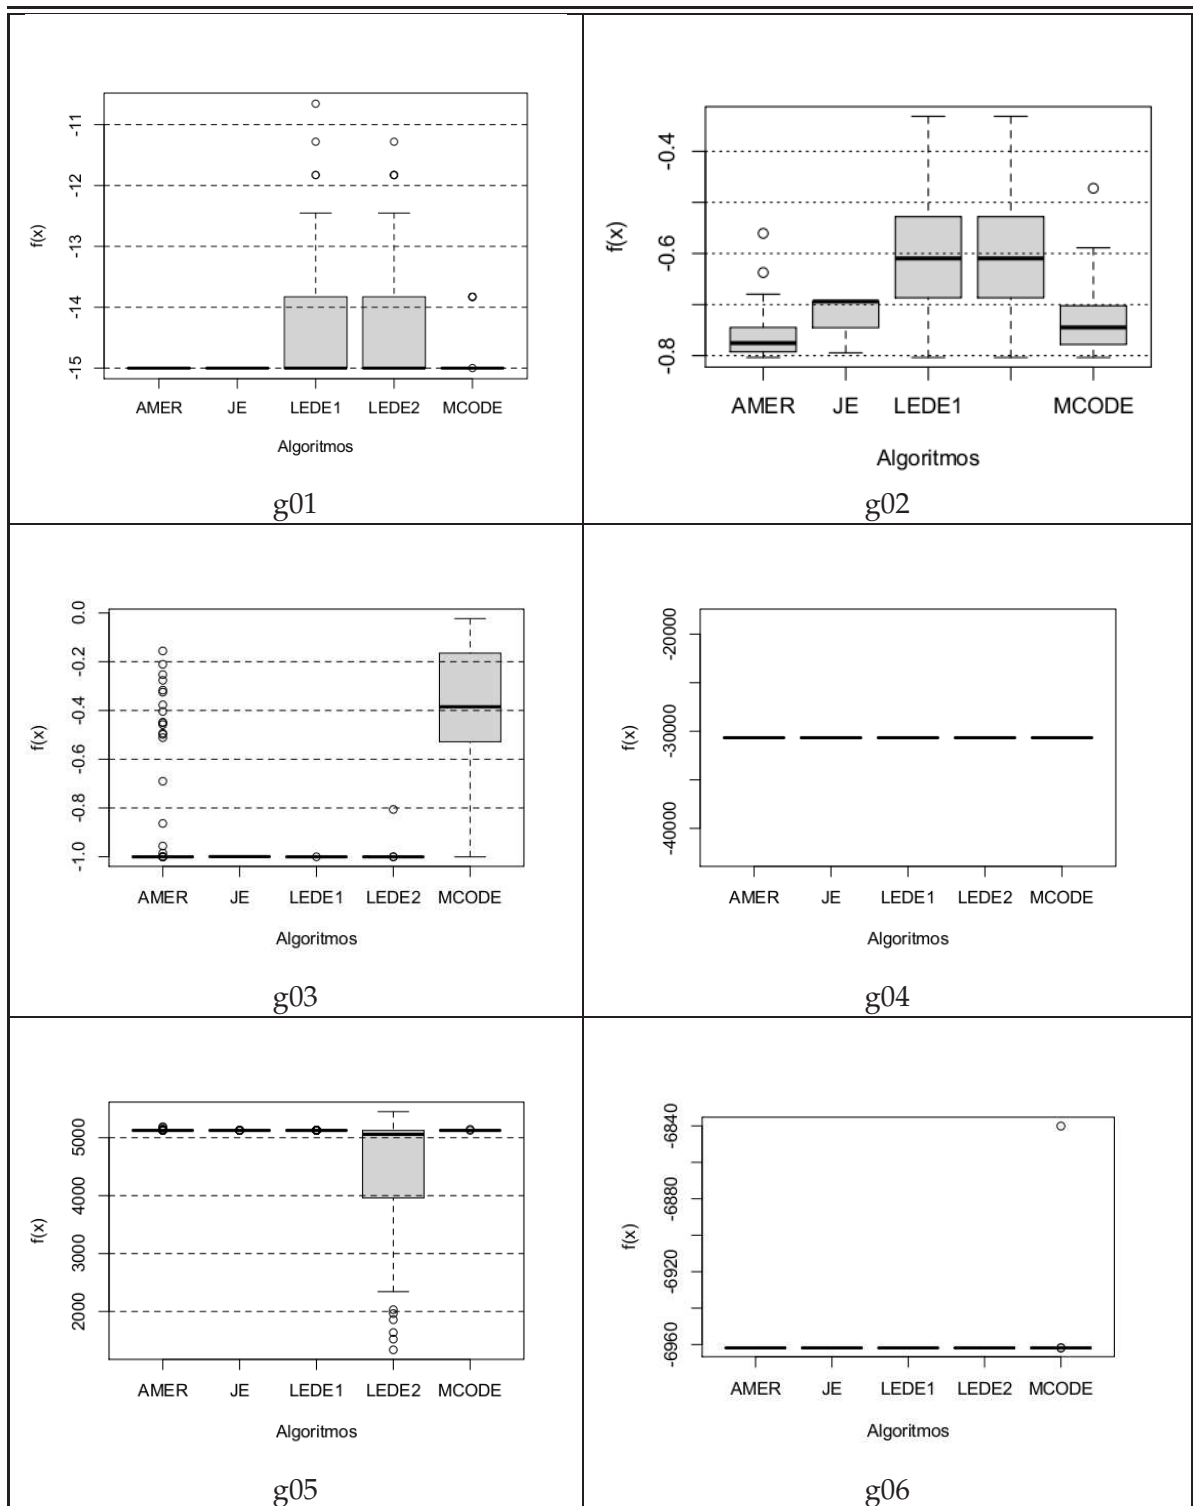 -11
-12
-13
-14
-15
f(x)
AMER JE LEDE1 LEDE2 MCODE
Algoritmos
g01
-0.4
-0.6
-0.8
f(x)
AMER JE LEDE1 MCODE
Algoritmos
g02
0.0
-0.2
-0.4
-0.6
-0.8
-1.0
f(x)
AMER JE LEDE1 LEDE2 MCODE
Algoritmos
g03
-20000
-30000
-40000
f(x)
AMER JE LEDE1 LEDE2 MCODE
Algoritmos
g04
5000
4000
3000
2000
f(x)
AMER JE LEDE1 LEDE2 MCODE
Algoritmos
g05
-6840
-6880
-6920
-6960
f(x)
AMER JE LEDE1 LEDE2 MCODE
Algoritmos
g06